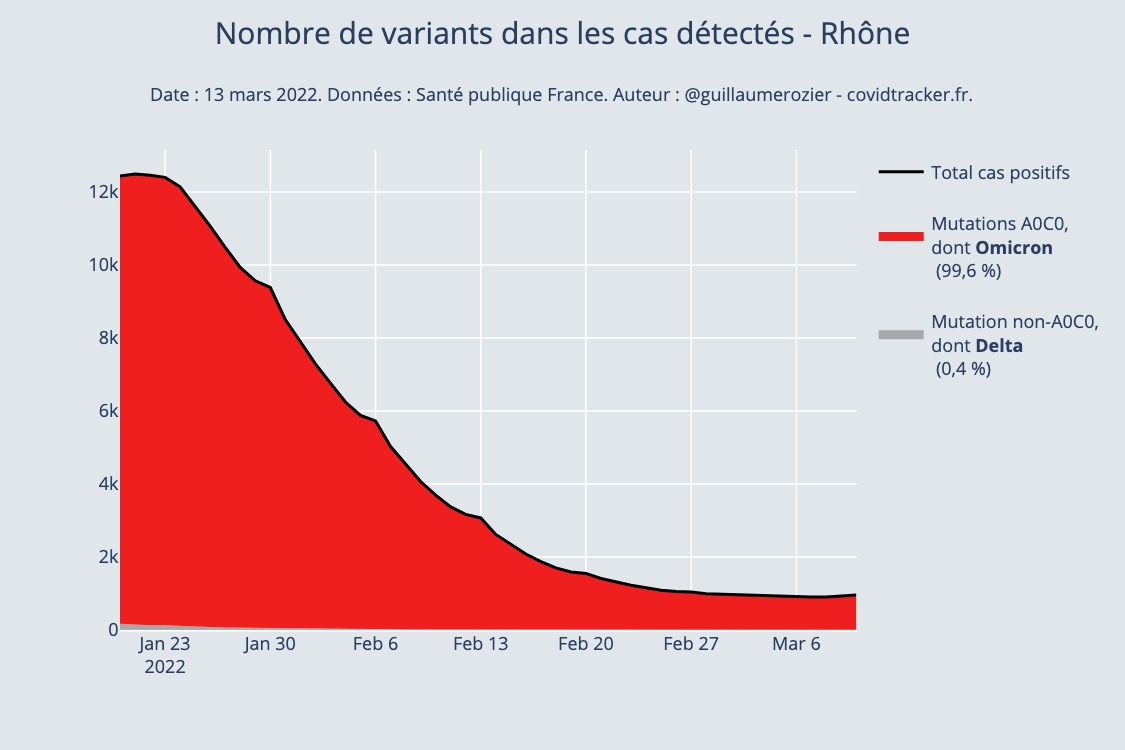 Nombre de variants dans les cas détectés - Rhône
Date : 13 mars 2022. Données : Santé publique France. Auteur : @guillaumerozier - covidtracker.fr.
12k
10k
8k
6k
4k
2k
0
Jan 23
2022
Jan 30
Feb 6
Feb 13
Feb 20
Feb 27
Mar 6
Total cas positifs
Mutations A0C0,
dont Omicron
(99,6 %)
Mutation non-A0C0,
dont Delta
(0,4 %)